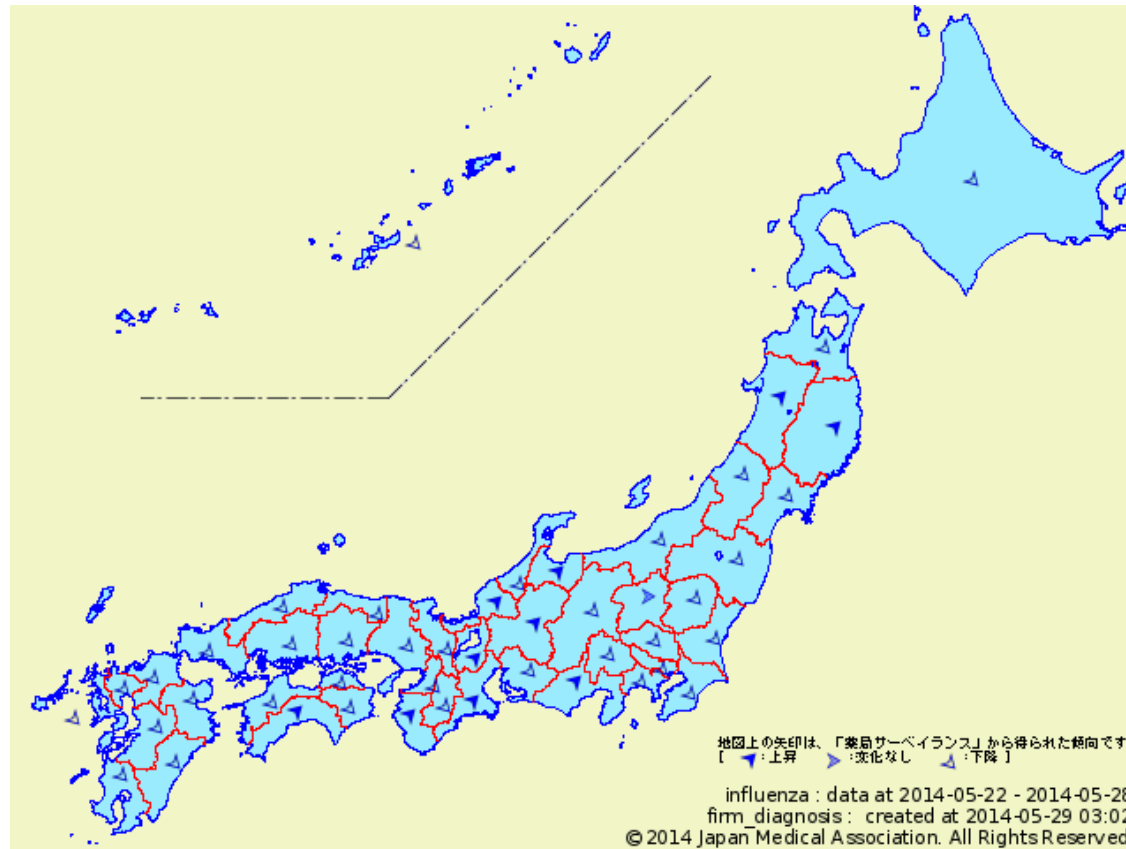 地図上の矢印は、「薬局サーベイランス」から得られた傾向です
[ :上昇 :変化なし :下降 ]
influenza : data at 2014-05-22 - 2014-05-28
firm_diagnosis : created at 2014-05-29 03:02
© 2014 Japan Medical Association. All Rights Reserved